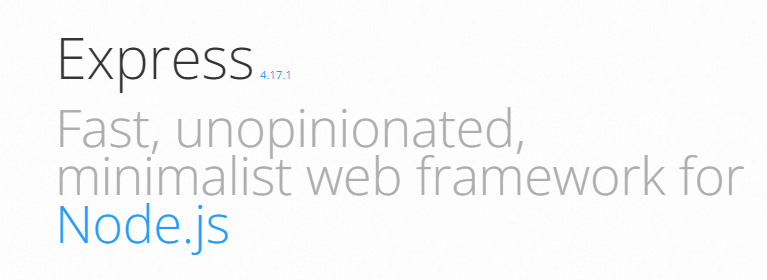 Express 4.17.1
Fast, unopinionated,
minimalist web framework for
Node.js